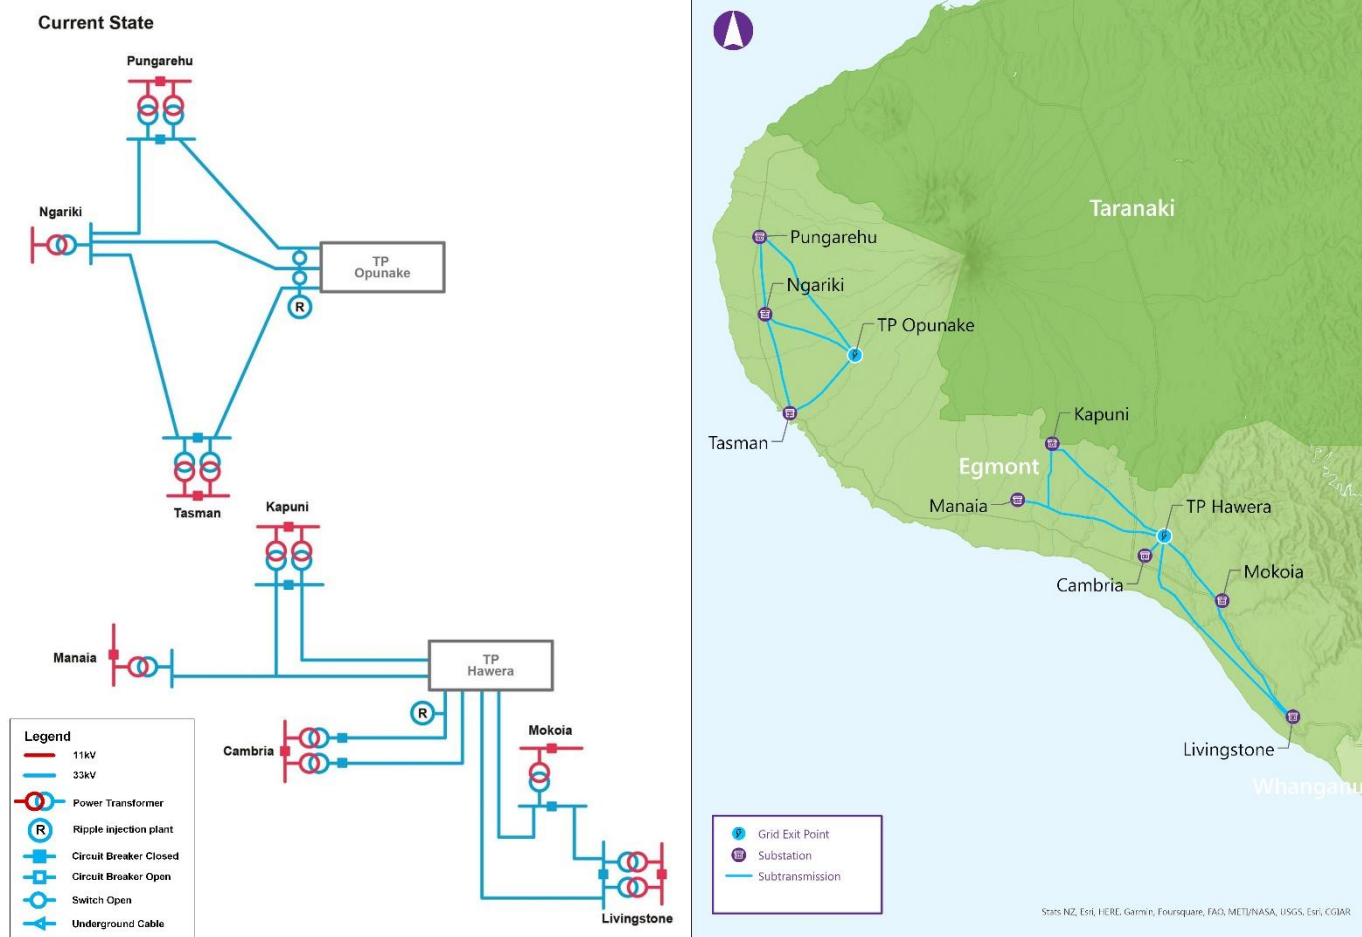 Current State
Pungarehu
Ngariki
TP
Opunake
R
Tasman
Kapuni
Manaia
TP
Hawera
R
Cambria
Mokoia
Livingstone
Legend
11kV
33kV
Power Transformer
R
Ripple injection plant
Circuit Breaker Closed
Circuit Breaker Open
Switch Open
Underground Cable
Taranaki
Pungarehu
Ngariki
TP Opunake
Tasman
Kapuni
Egmont
Manaia
TP Hawera
Cambria
Mokoia
Livingstone
Whanganu
Grid Exit Point
Substation
Subtransmission
Stats NZ, Esri, HERE, Garmin, Foursquare, FAO, METI/NASA, USGS, Esri, CGIAR